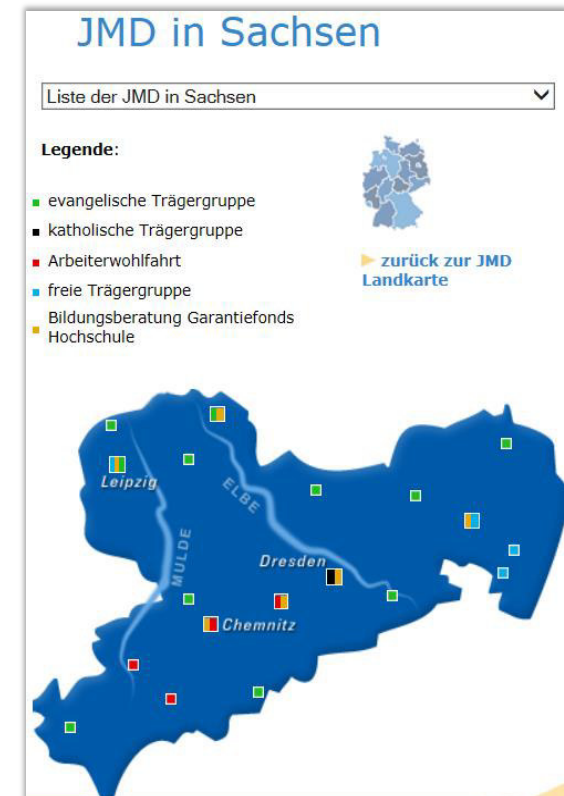 JMD in Sachsen
Liste der JMD in Sachsen
Legende:
evangelische Trägergruppe
katholische Trägergruppe
Arbeiterwohlfahrt
freie Trägergruppe
Bildungsberatung Garantiefonds
Hochschule
zurück zur JMD
Landkarte
Leipzig
ELBE
MULDE
Dresden
Chemnitz